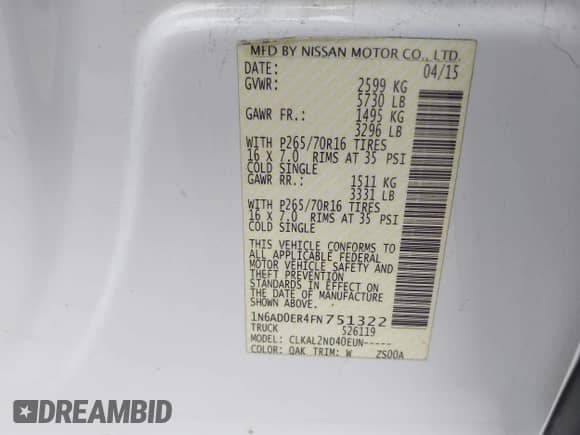 MFD BY NISSAN MOTOR CO., LTD.
DATE: 04/15
GVWR: 2599 KG
5730 LB
GAWR FR.: 1495 KG
3296 LB
WITH P265/70R16 TIRES
16 X 7.0 RIMS AT 35 PSI
COLD SINGLE
GAWR RR.: 1511 KG
3331 LB
WITH P265/70R16 TIRES
16 X 7.0 RIMS AT 35 PSI
COLD SINGLE
THIS VEHICLE CONFORMS TO
ALL APPLICABLE FEDERAL
MOTOR VEHICLE SAFETY AND
THEFT PREVENTION
STANDARDS IN EFFECT ON
THE DATE OF MANUFACTURE
SHOWN ABOVE.
1N6AD0ER4FN751322
TRUCK S26119
MODEL: CLKAL2ND40EUN-----
COLOR: QAK TRIM: W ZS00A
DREAMBID